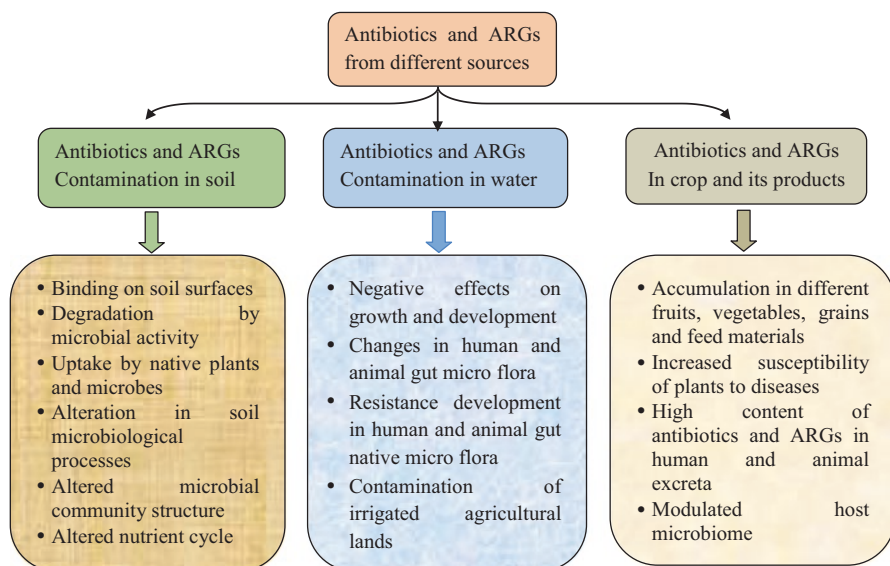 Antibiotics and ARGs
from different sources
Antibiotics and ARGs
Contamination in soil
Antibiotics and ARGs
Contamination in water
Antibiotics and ARGs
In crop and its products
• Binding on soil surfaces
• Degradation by
microbial activity
• Uptake by native plants
and microbes
• Alteration in soil
microbiological
processes
• Altered microbial
community structure
• Altered nutrient cycle
• Negative effects on
growth and development
• Changes in human and
animal gut micro flora
• Resistance development
in human and animal gut
native micro flora
• Contamination of
irrigated agricultural
lands
• Accumulation in different
fruits, vegetables, grains
and feed materials
• Increased susceptibility
of plants to diseases
• High content of
antibiotics and ARGs in
human and animal
excreta
• Modulated host
microbiome